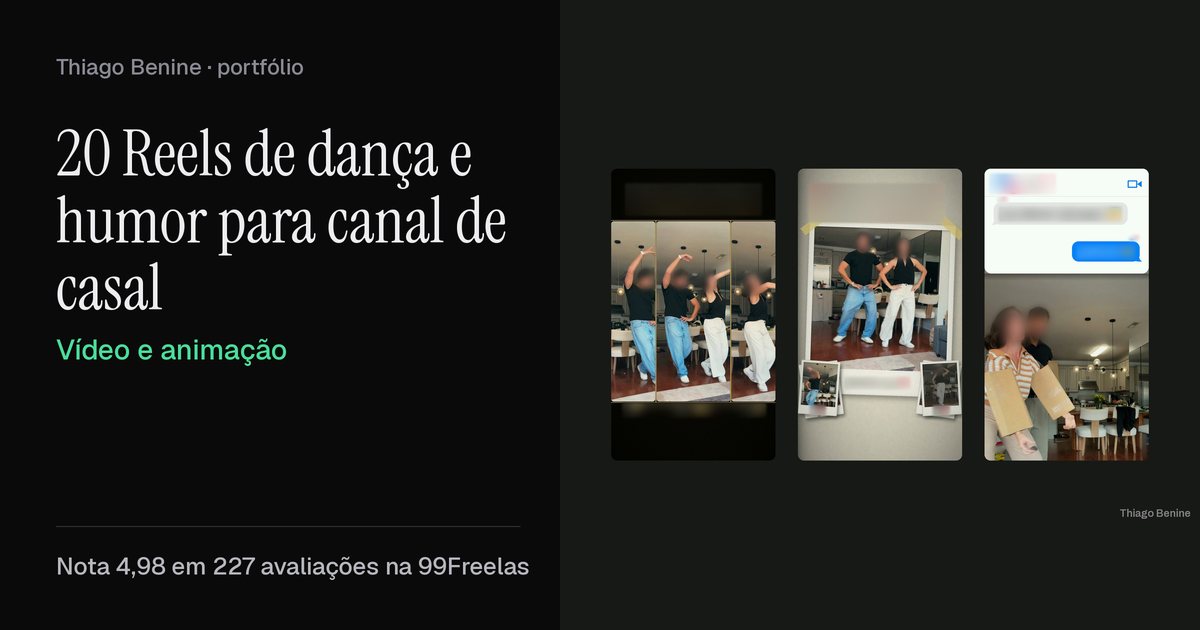 Thiago Benine · portfólio
20 Reels de dança e
humor para canal de
casal
Vídeo e animação
Nota 4,98 em 227 avaliações na 99Freelas
Thiago Benine